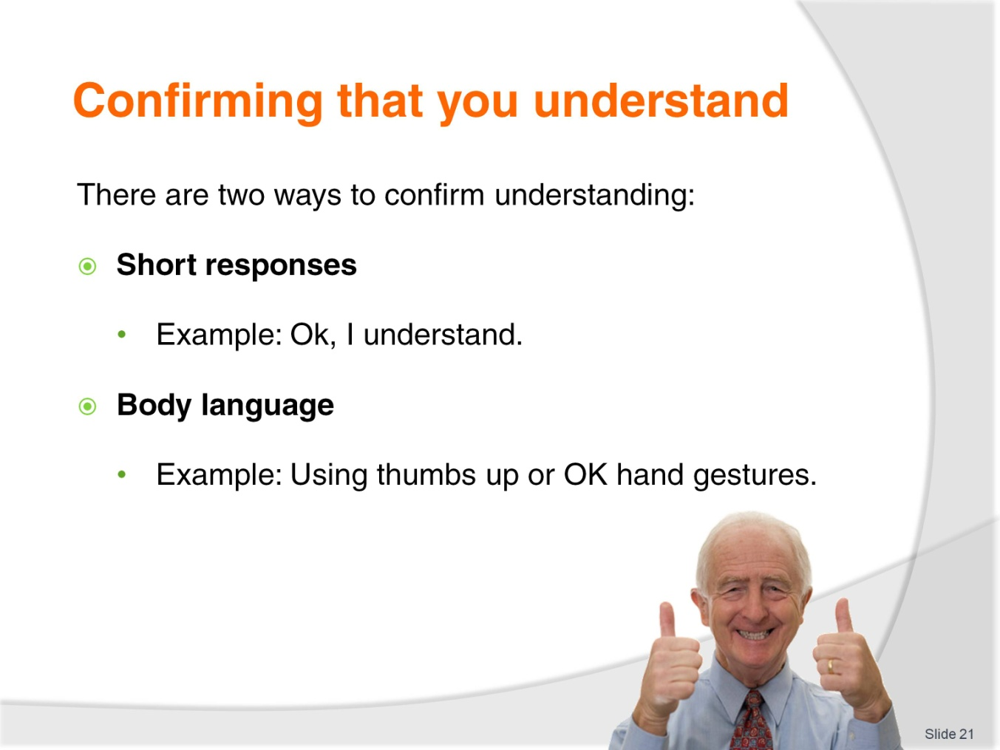 Confirming that you understand
There are two ways to confirm understanding:
Short responses
• Example: Ok, I understand.
Body language
• Example: Using thumbs up or OK hand gestures.
Slide 21